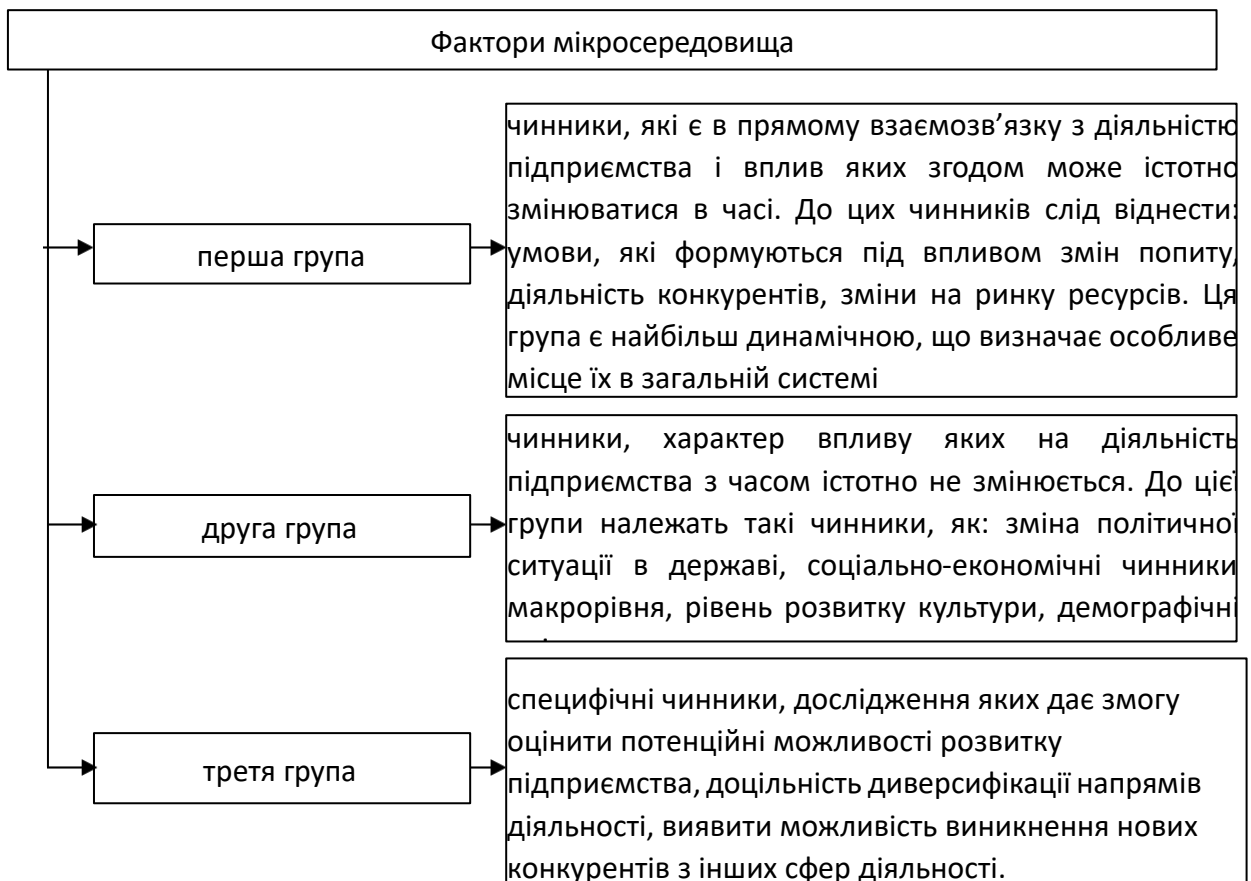 Фактори мікросередовища
перша група
чинники, які є в прямому взаємозв’язку з діяльністю
підприємства і вплив яких згодом може істотно
змінюватися в часі. До цих чинників слід віднести:
умови, які формуються під впливом змін попиту,
діяльність конкурентів, зміни на ринку ресурсів. Ця
група є найбільш динамічною, що визначає особливе
місце їх в загальній системі
друга група
чинники, характер впливу яких на діяльність
підприємства з часом істотно не змінюється. До цієї
групи належать такі чинники, як: зміна політичної
ситуації в державі, соціально-економічні чинники
макрорівня, рівень розвитку культури, демографічні
третя група
специфічні чинники, дослідження яких дає змогу
оцінити потенційні можливості розвитку
підприємства, доцільність диверсифікації напрямів
діяльності, виявити можливість виникнення нових
конкурентів з інших сфер діяльності.